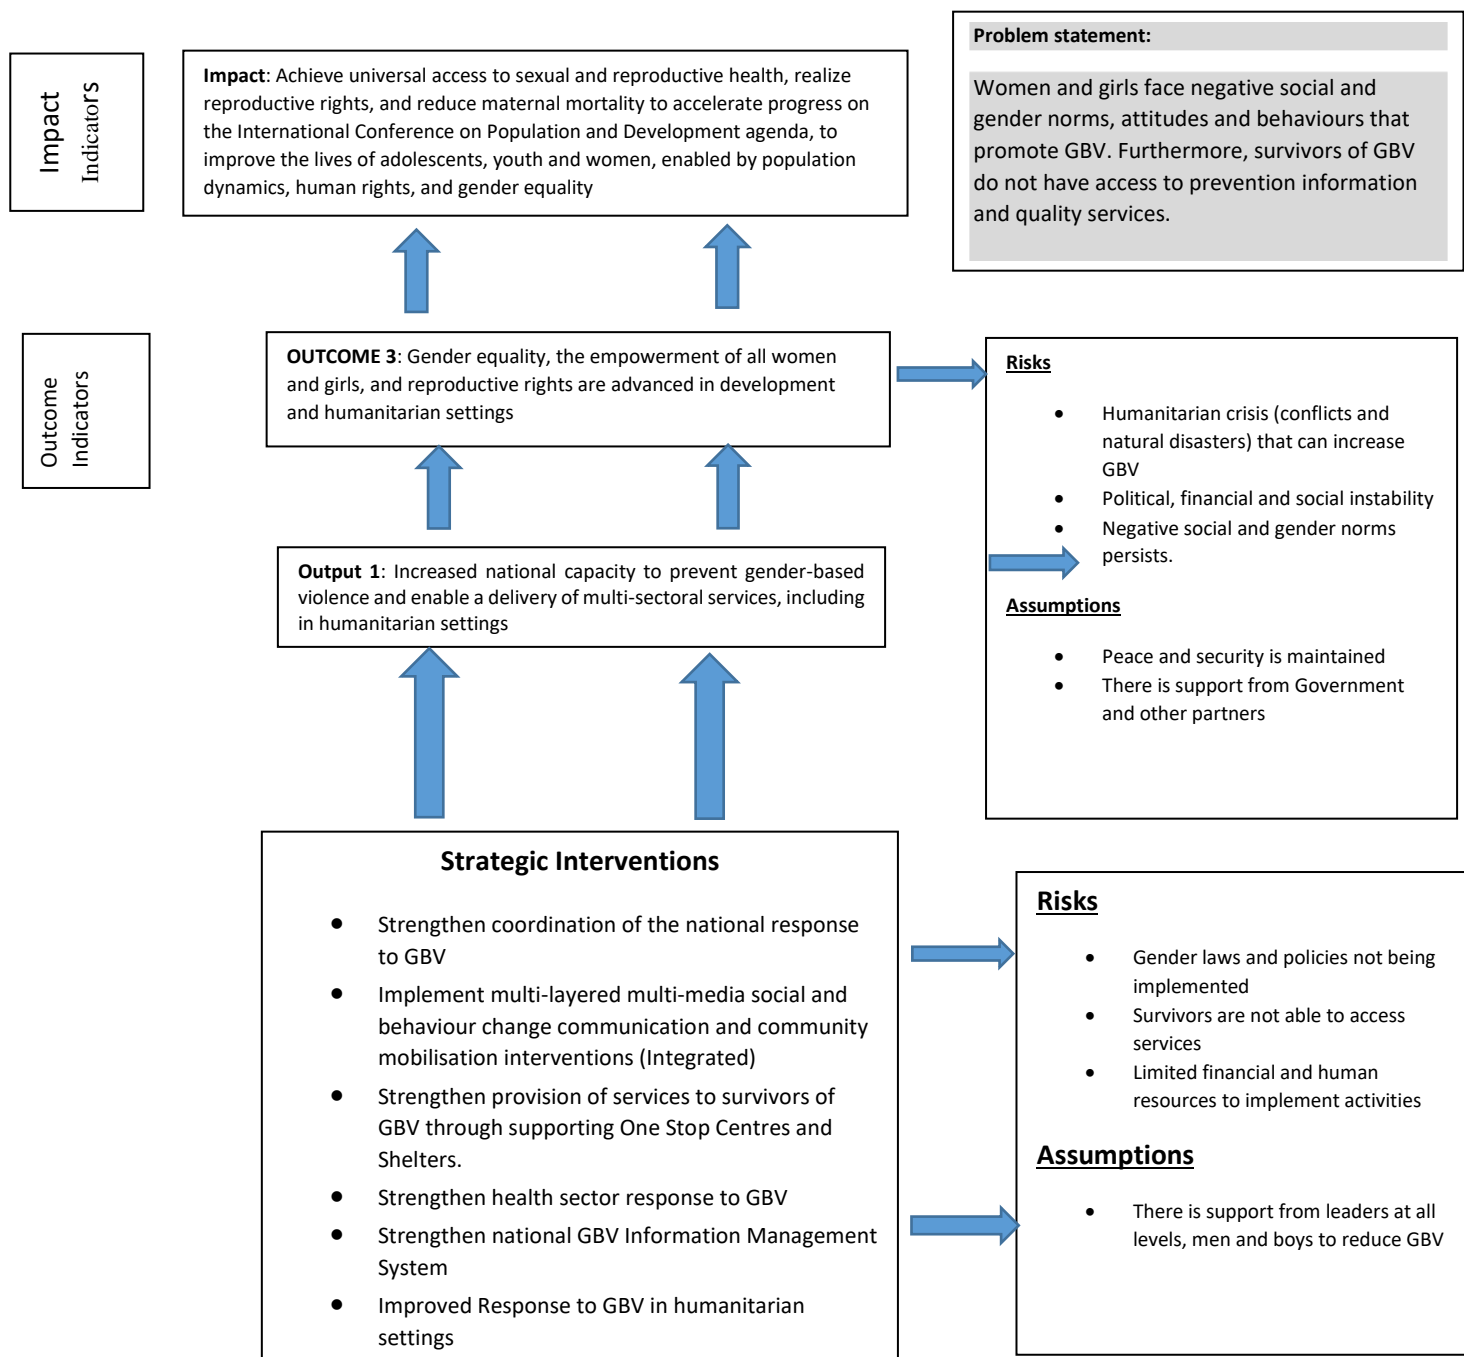 Impact
Indicators
Impact: Achieve universal access to sexual and reproductive health, realize
reproductive rights, and reduce maternal mortality to accelerate progress on
the International Conference on Population and Development agenda, to
improve the lives of adolescents, youth and women, enabled by population
dynamics, human rights, and gender equality
Problem statement:
Women and girls face negative social and
gender norms, attitudes and behaviours that
promote GBV. Furthermore, survivors of GBV
do not have access to prevention information
and quality services.
Outcome
Indicators
OUTCOME 3: Gender equality, the empowerment of all women
and girls, and reproductive rights are advanced in development
and humanitarian settings
Risks
• Humanitarian crisis (conflicts and
natural disasters) that can increase
GBV
• Political, financial and social instability
• Negative social and gender norms
persists.
Assumptions
• Peace and security is maintained
• There is support from Government
and other partners
Output 1: Increased national capacity to prevent gender-based
violence and enable a delivery of multi-sectoral services, including
in humanitarian settings
Strategic Interventions
• Strengthen coordination of the national response
to GBV
• Implement multi-layered multi-media social and
behaviour change communication and community
mobilisation interventions (Integrated)
• Strengthen provision of services to survivors of
GBV through supporting One Stop Centres and
Shelters.
• Strengthen health sector response to GBV
• Strengthen national GBV Information Management
System
• Improved Response to GBV in humanitarian
settings
Risks
• Gender laws and policies not being
implemented
• Survivors are not able to access
services
• Limited financial and human
resources to implement activities
Assumptions
• There is support from leaders at all
levels, men and boys to reduce GBV